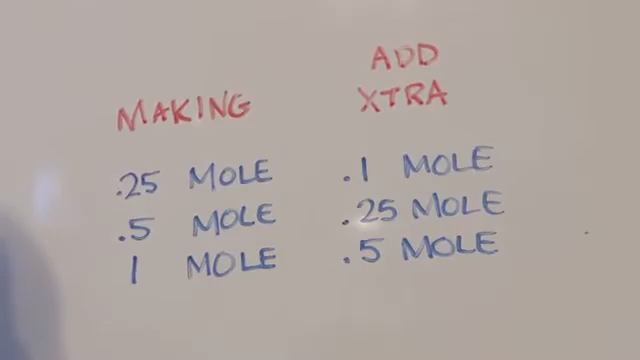 ADD
MAKING XTRA
.25 MOLE .1 MOLE
.5 MOLE .25 MOLE
1 MOLE .5 MOLE